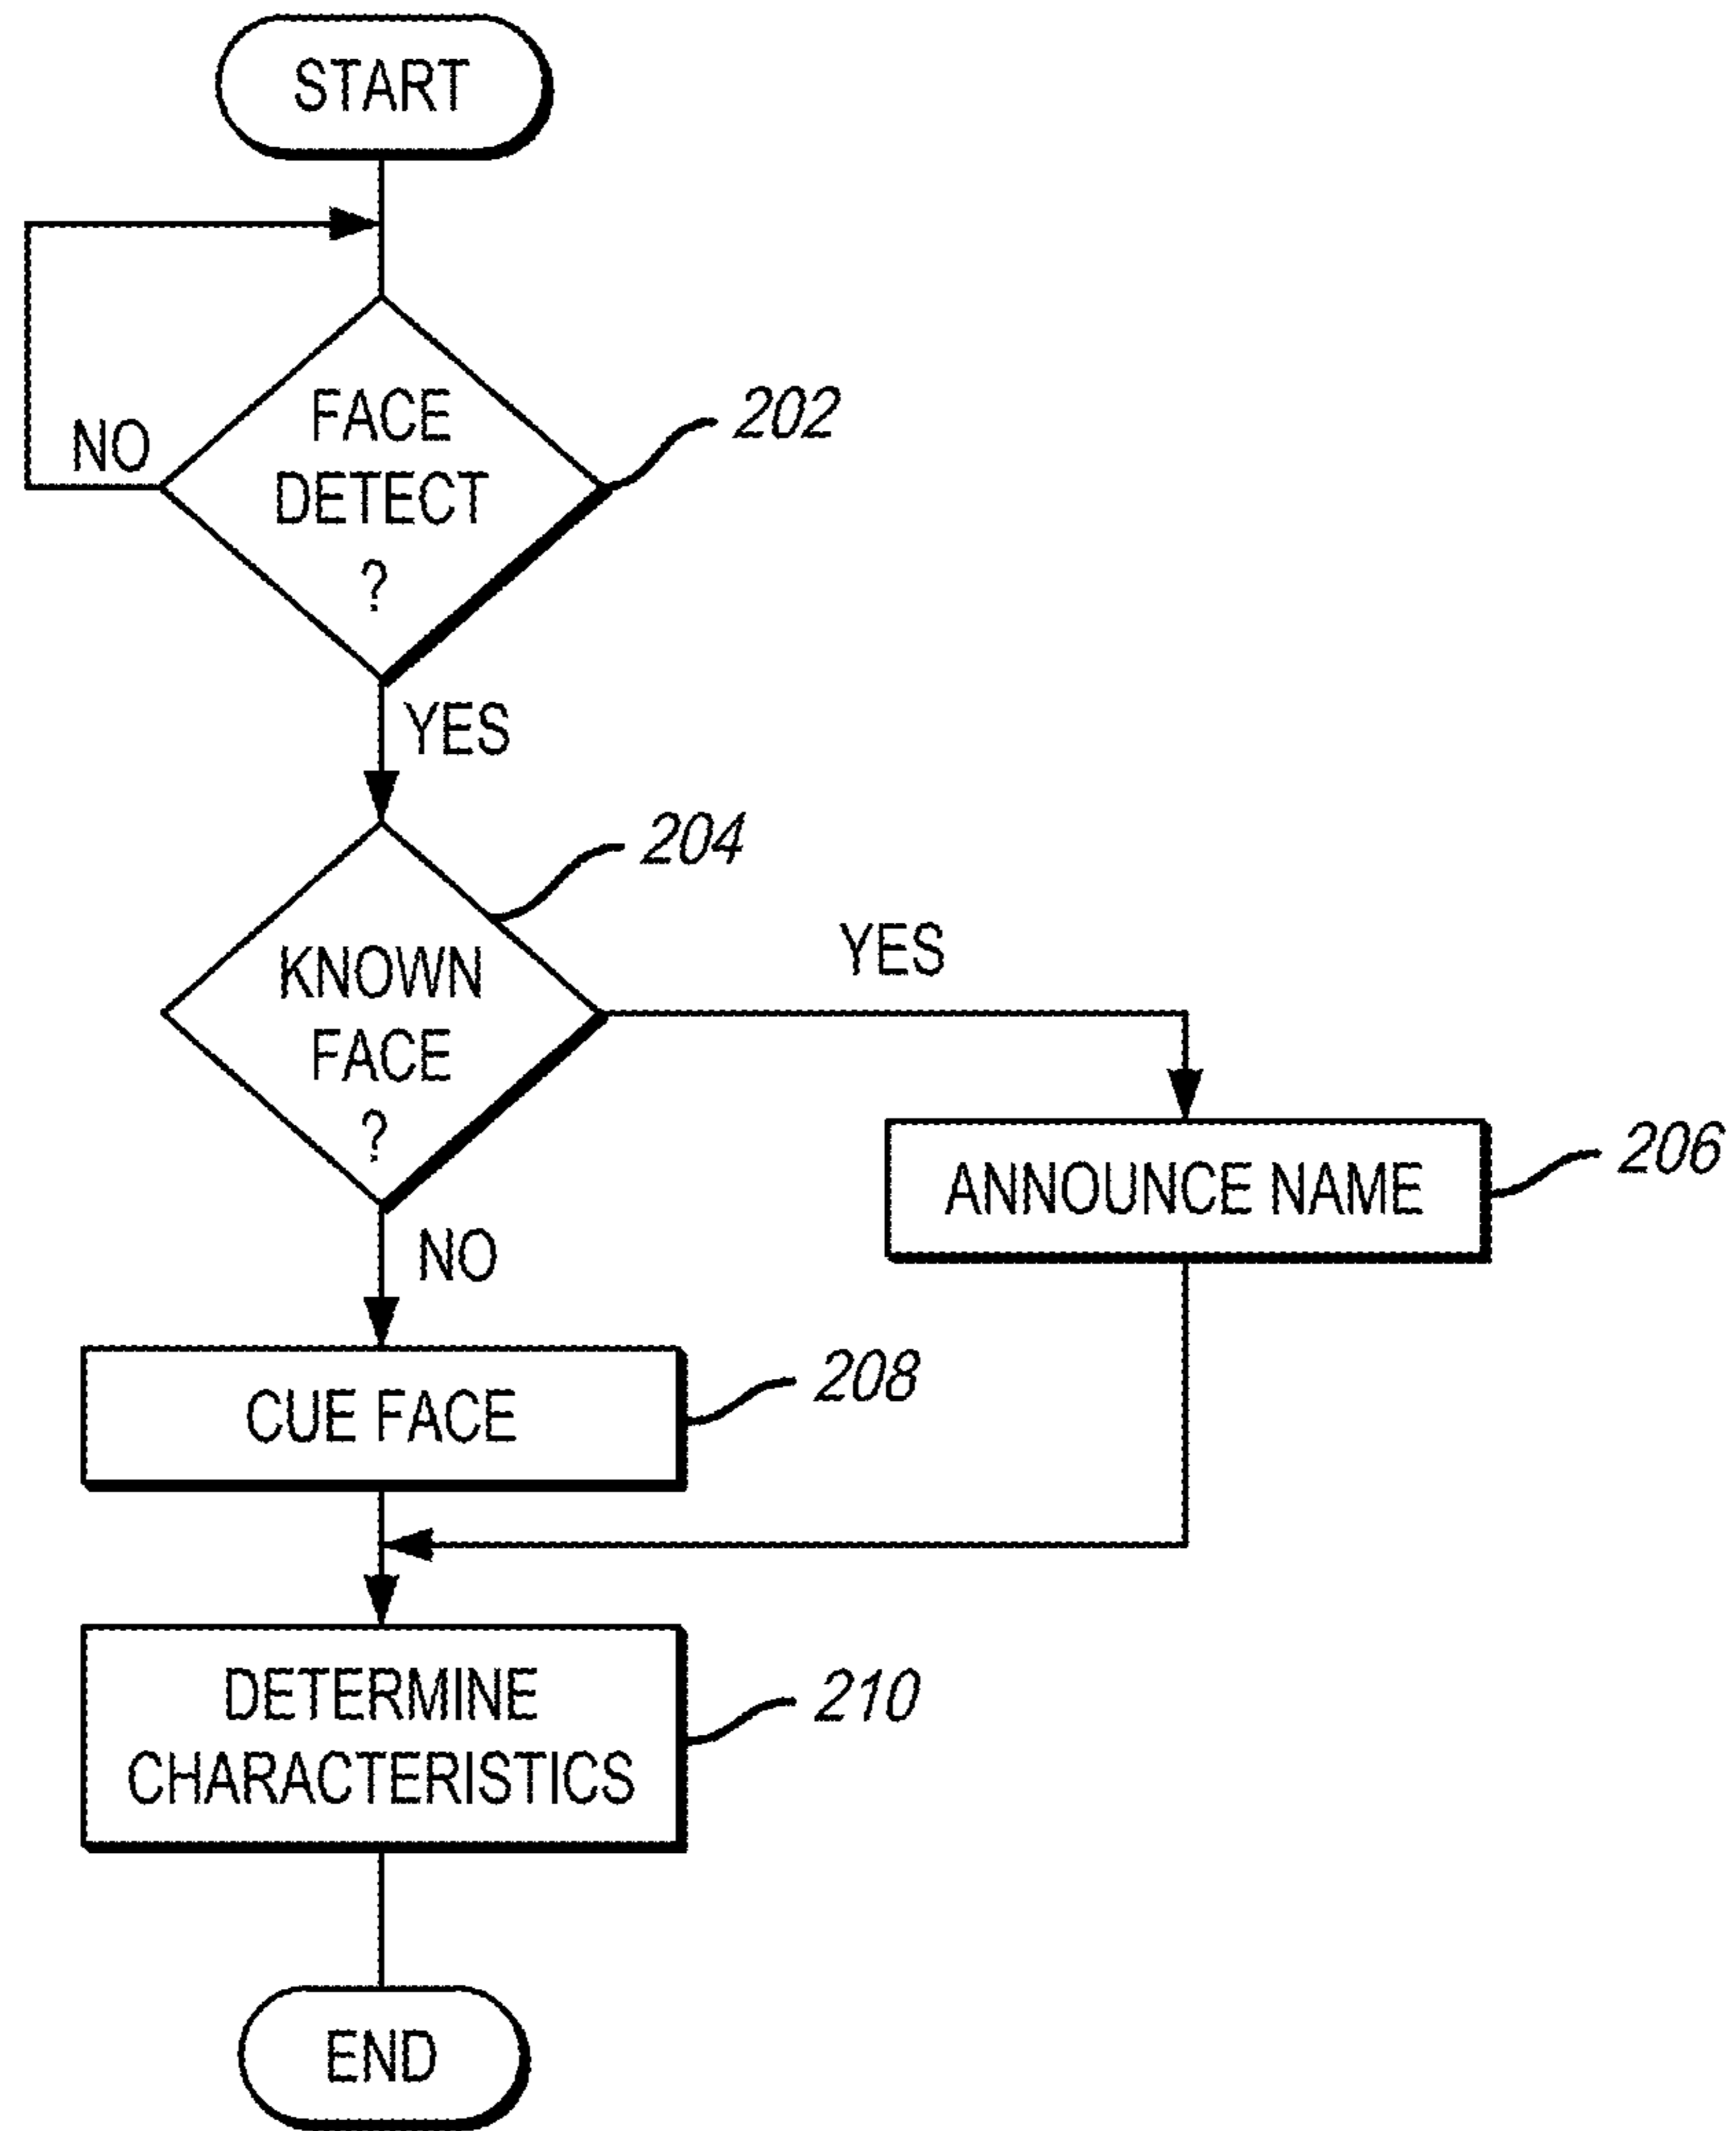 START
NO
FACE
DETECT
?
202
YES
204
KNOWN
FACE
?
YES
ANNOUNCE NAME
206
NO
CUE FACE
208
DETERMINE
CHARACTERISTICS
210
END